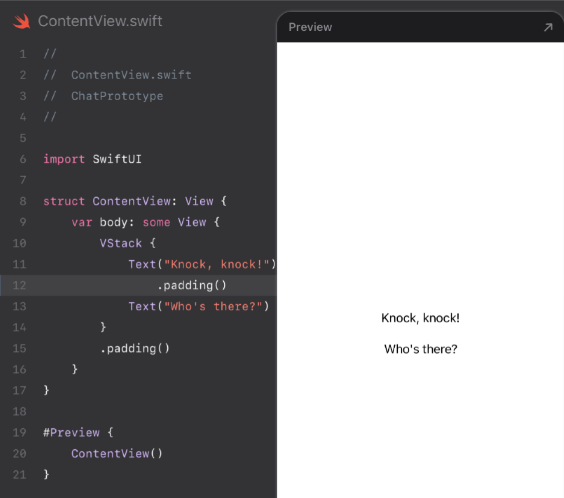 ContentView.swift
1 //
2 //  ContentView.swift
3 //  ChatPrototype
4 //
5
6 import SwiftUI
7
8 struct ContentView: View {
9     var body: some View {
10         VStack {
11             Text("Knock, knock!")
12                 .padding()
13             Text("Who's there?")
14         }
15         .padding()
16     }
17 }
18
19 #Preview {
20     ContentView()
21 }
Preview
Knock, knock!
Who's there?